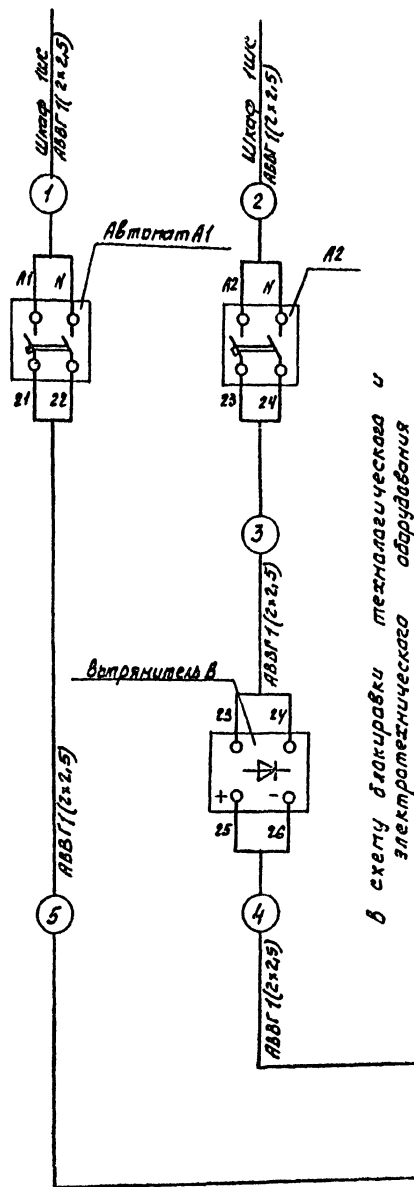 Шкаф 1ШС
АВВГ 1(2×2,5)
1
Автомат А1
А1 N
21 22
Шкаф 1ШС
АВВГ 1(2×2,5)
2
А2
А2 N
23 24
3
АВВГ 1(2×2,5)
Выпрямитель В
23 24
+ -
25 26
4
АВВГ 1(2×2,5)
АВВГ 1(2×2,5)
5
в схему блокировки технологического и
электротехнического оборудования